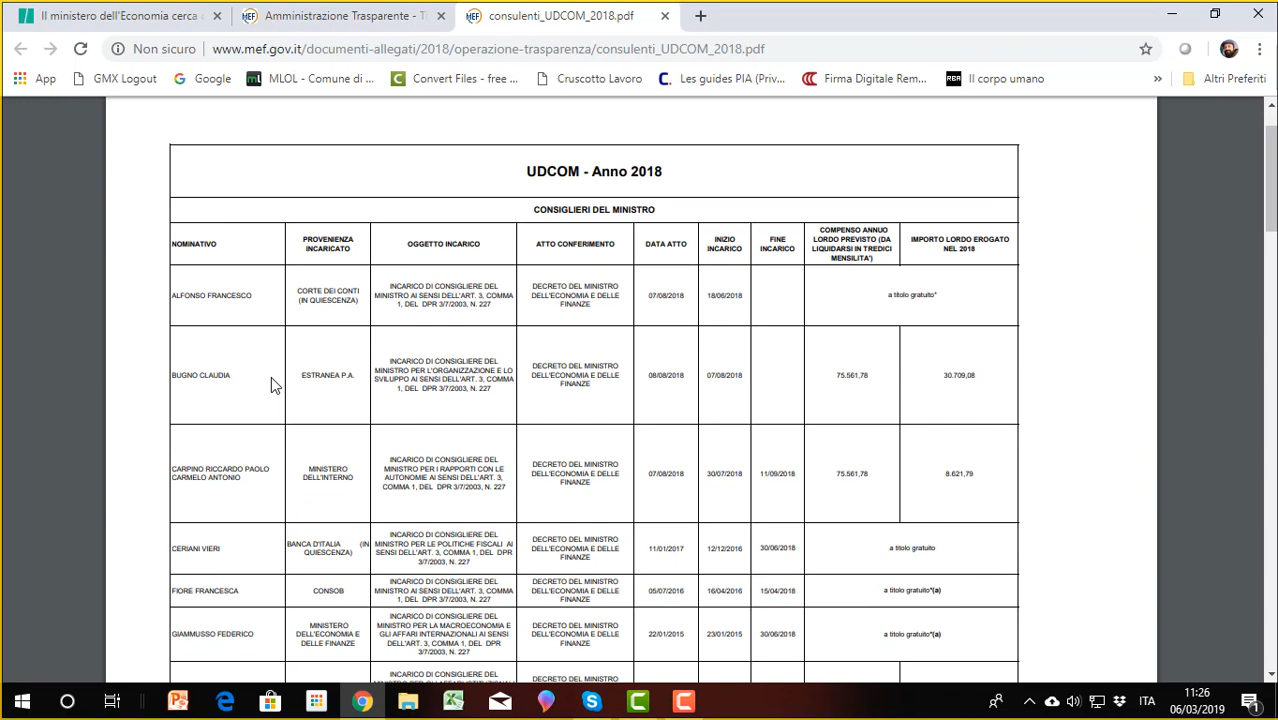 Il ministero dell'Economia cerca c
Amministrazione Trasparente - Ti
consulenti_UDCOM_2018.pdf
Non sicuro
www.mef.gov.it/documenti-allegati/2018/operazione-trasparenza/consulenti_UDCOM_2018.pdf
App
GMX Logout
Google
MLOL - Comune di ...
Convert Files - free ...
Cruscotto Lavoro
Les guides PIA (Priv...
Firma Digitale Rem...
Il corpo umano
»
Altri Preferiti
UDCOM - Anno 2018
CONSIGLIERI DEL MINISTRO
NOMINATIVO
PROVENIENZA
INCARICATO
OGGETTO INCARICO
ATTO CONFERIMENTO
DATA ATTO
INIZIO
INCARICO
FINE
INCARICO
COMPENSO ANNUO
LORDO PREVISTO (DA
LIQUIDARSI IN TREDICI
MENSILITA')
IMPORTO LORDO EROGATO
NEL 2018
ALFONSO FRANCESCO
CORTE DEI CONTI
(IN QUIESCENZA)
INCARICO DI CONSIGLIERE DEL
MINISTRO AI SENSI DELL'ART. 3, COMMA
1, DEL DPR 3/7/2003, N. 227
DECRETO DEL MINISTRO
DELL'ECONOMIA E DELLE
FINANZE
07/08/2018
18/06/2018
a titolo gratuito*
BUGNO CLAUDIA
ESTRANEA P.A.
INCARICO DI CONSIGLIERE DEL
MINISTRO PER L'ORGANIZZAZIONE E LO
SVILUPPO AI SENSI DELL'ART. 3, COMMA
1, DEL DPR 3/7/2003, N. 227
DECRETO DEL MINISTRO
DELL'ECONOMIA E DELLE
FINANZE
08/08/2018
07/08/2018
75.561,78
30.709,08
CARPINO RICCARDO PAOLO
CARMELO ANTONIO
MINISTERO
DELL'INTERNO
INCARICO DI CONSIGLIERE DEL
MINISTRO PER I RAPPORTI CON LE
AUTONOMIE AI SENSI DELL'ART. 3,
COMMA 1, DEL DPR 3/7/2003, N. 227
DECRETO DEL MINISTRO
DELL'ECONOMIA E DELLE
FINANZE
07/08/2018
30/07/2018
11/09/2018
75.561,78
8.621,79
CERIANI VIERI
BANCA D'ITALIA (IN
QUIESCENZA)
INCARICO DI CONSIGLIERE DEL
MINISTRO PER LE POLITICHE FISCALI AI
SENSI DELL'ART. 3, COMMA 1, DEL DPR
3/7/2003, N. 227
DECRETO DEL MINISTRO
DELL'ECONOMIA E DELLE
FINANZE
11/01/2017
12/12/2016
30/06/2018
a titolo gratuito
FIORE FRANCESCA
CONSOB
INCARICO DI CONSIGLIERE DEL
MINISTRO AI SENSI DELL'ART. 3, COMMA
1, DEL DPR 3/7/2003, N. 227
DECRETO DEL MINISTRO
DELL'ECONOMIA E DELLE
FINANZE
05/07/2016
16/04/2016
15/04/2018
a titolo gratuito*(a)
GIAMMUSSO FEDERICO
MINISTERO
DELL'ECONOMIA E
DELLE FINANZE
INCARICO DI CONSIGLIERE DEL
MINISTRO PER LA MACROECONOMIA E
GLI AFFARI INTERNAZIONALI AI SENSI
DELL'ART. 3, COMMA 1, DEL DPR
3/7/2003, N. 227
DECRETO DEL MINISTRO
DELL'ECONOMIA E DELLE
FINANZE
22/01/2015
23/01/2015
30/06/2018
a titolo gratuito*(a)
INCARICO DI CONSIGLIERE DEL
DECRETO DEL MINISTRO
ITA
11:26
06/03/2019